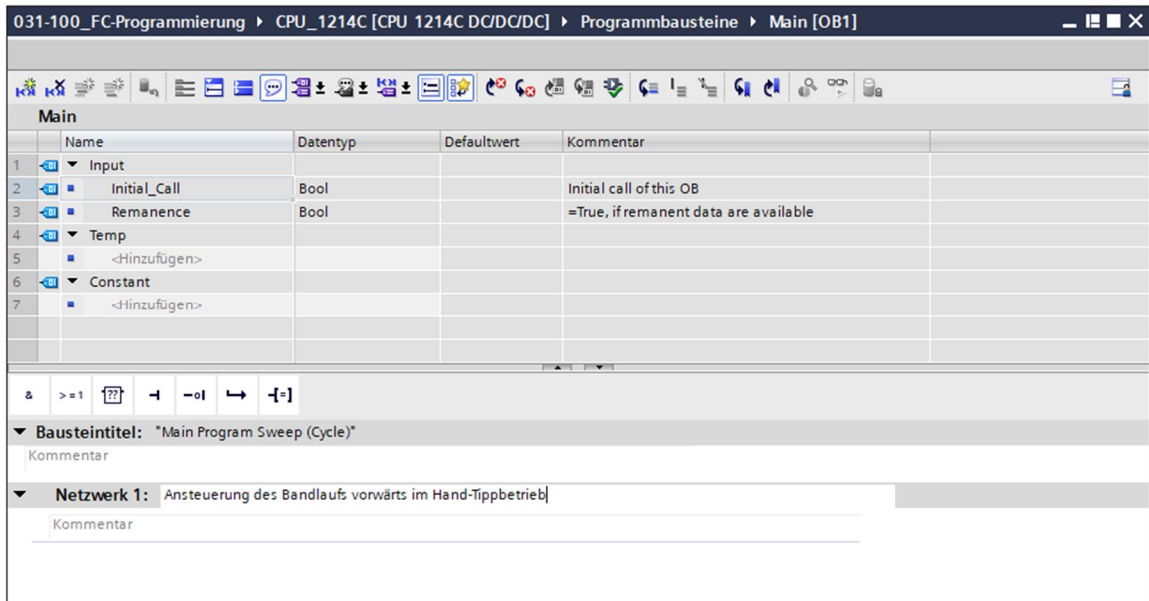 031-100_FC-Programmierung ▸ CPU_1214C [CPU 1214C DC/DC/DC] ▸ Programmbausteine ▸ Main [OB1]
Main
Name Datentyp Defaultwert Kommentar
1 Input
2 Initial_Call Bool Initial call of this OB
3 Remanence Bool =True, if remanent data are available
4 Temp
5 <Hinzufügen>
6 Constant
7 <Hinzufügen>
& >=1 ??
Bausteintitel: "Main Program Sweep (Cycle)"
Kommentar
Netzwerk 1: Ansteuerung des Bandlaufs vorwärts im Hand-Tippbetrieb
Kommentar